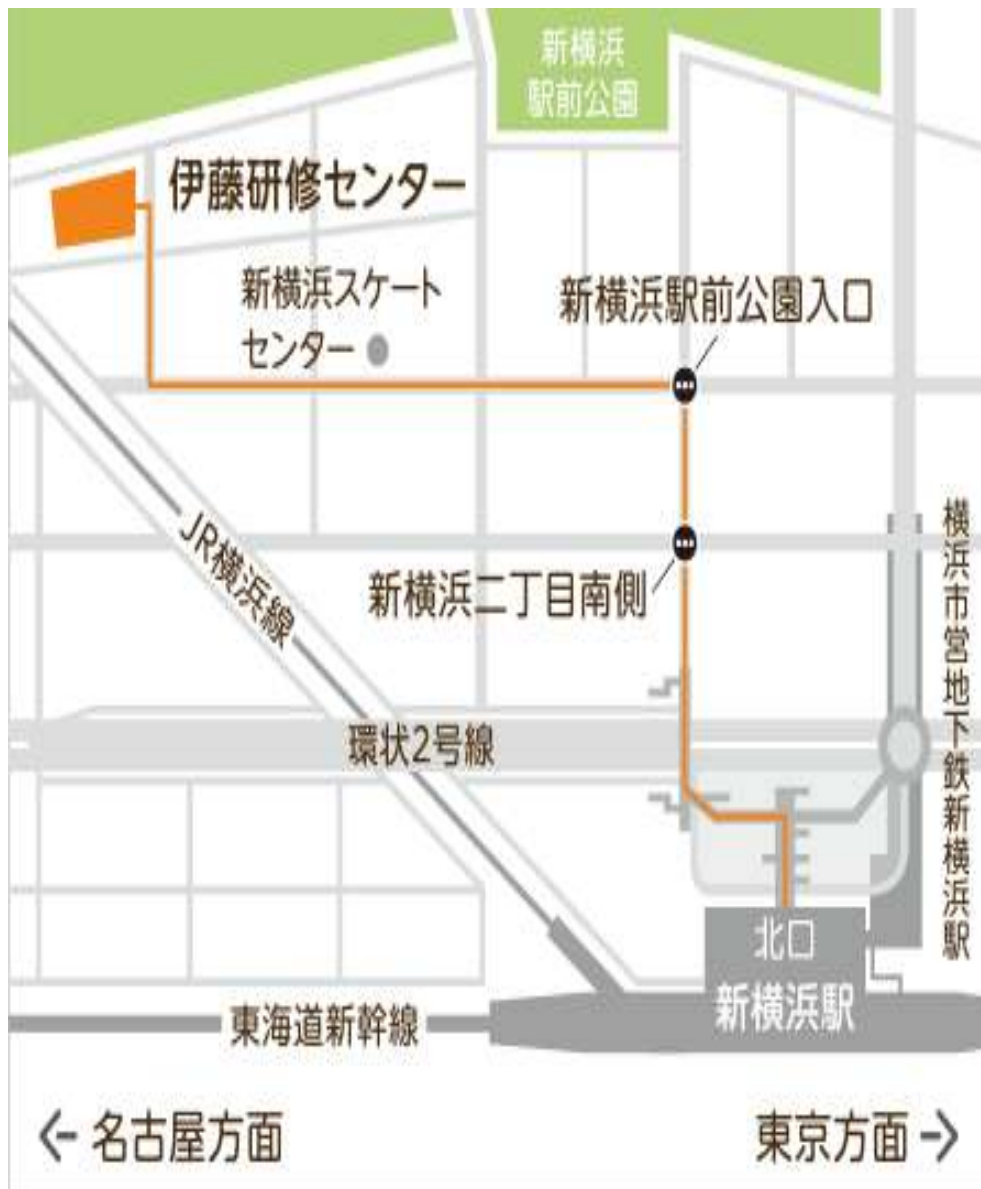 新横浜
駅前公園
伊藤研修センター
新横浜スケート
センター
新横浜駅前公園入口
新横浜二丁目南側
JR横浜線
横浜市営地下鉄新横浜駅
環状2号線
北口
新横浜駅
東海道新幹線
← 名古屋方面
東京方面 →